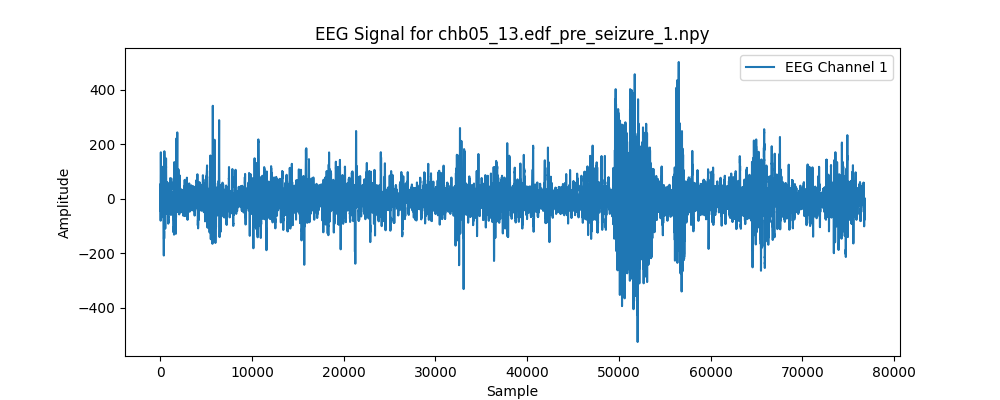 EEG Signal for chb05_13.edf_pre_seizure_1.npy
EEG Channel 1
400
200
0
−200
−400
Amplitude
0 10000 20000 30000 40000 50000 60000 70000 80000
Sample